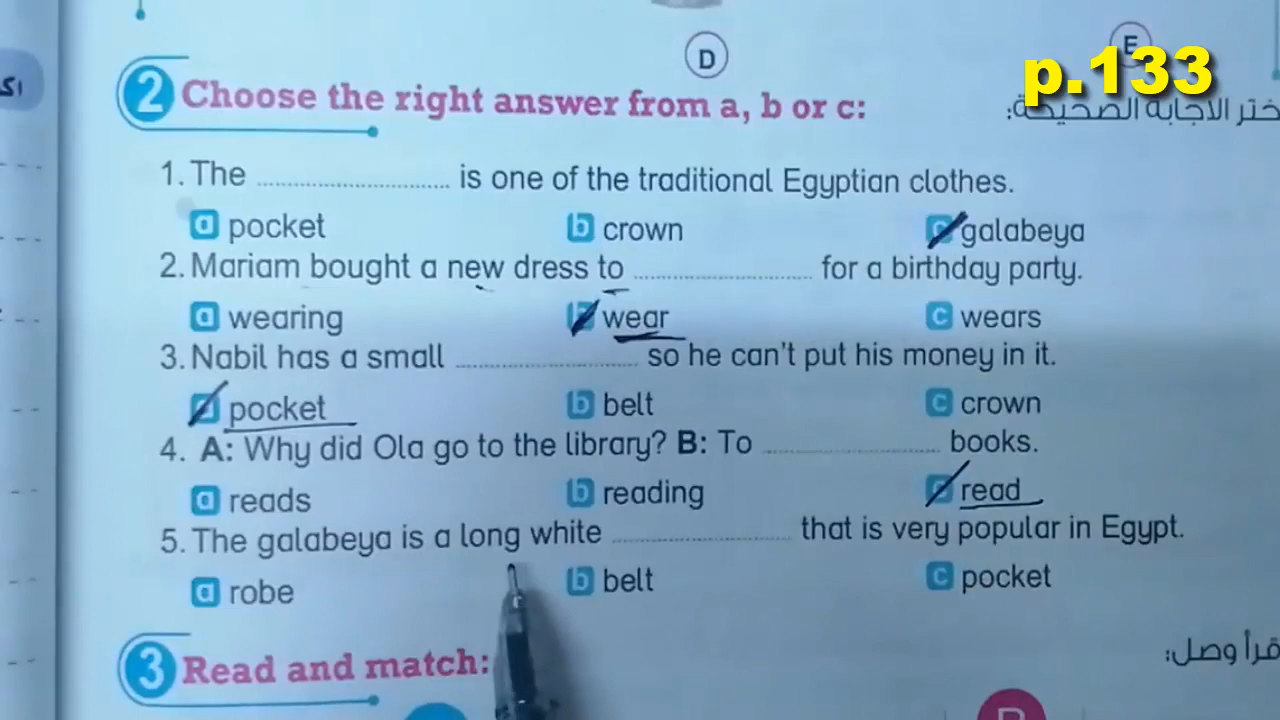 D
E
p.133
2 Choose the right answer from a, b or c:
ختر الاجابة الصحيحة:
1. The .................... is one of the traditional Egyptian clothes.
a pocket b crown c galabeya
2. Mariam bought a new dress to .................... for a birthday party.
a wearing b wear c wears
3. Nabil has a small .................... so he can't put his money in it.
a pocket b belt c crown
4. A: Why did Ola go to the library? B: To .................... books.
a reads b reading c read
5. The galabeya is a long white .................... that is very popular in Egypt.
a robe b belt c pocket
3 Read and match:
قرأ وصل: